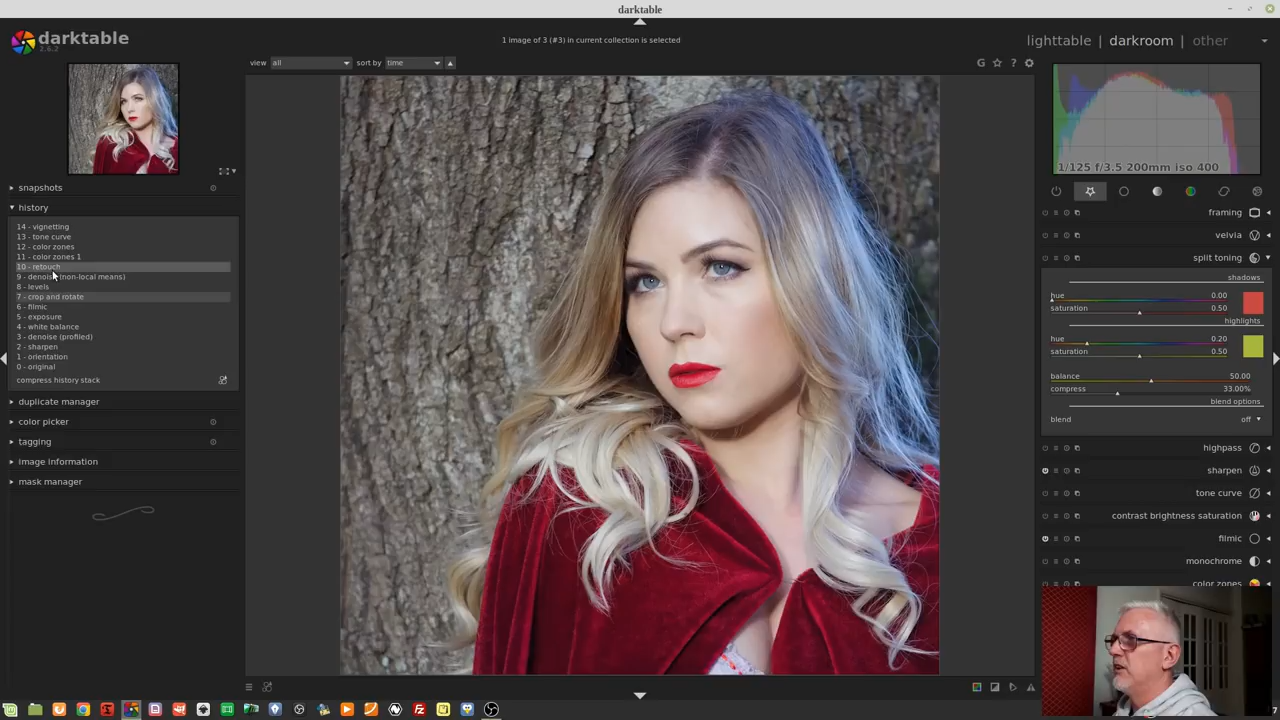 darktable
darktable
2.6.2
1 image of 3 (#3) in current collection is selected
lighttable | darkroom | other
view all sort by time
G ?
1/125 f/3.5 200mm iso 400
snapshots
history
14 - vignetting
13 - tone curve
12 - color zones
11 - color zones 1
10 - retouch
9 - denoise (non-local means)
8 - levels
7 - crop and rotate
6 - filmic
5 - exposure
4 - white balance
3 - denoise (profiled)
2 - sharpen
1 - orientation
0 - original
compress history stack
duplicate manager
color picker
tagging
image information
mask manager
framing
velvia
split toning
shadows
hue 0.00
saturation 0.50
highlights
hue 0.20
saturation 0.50
balance 50.00
compress 33.00%
blend options
blend off
highpass
sharpen
tone curve
contrast brightness saturation
filmic
monochrome
color zones